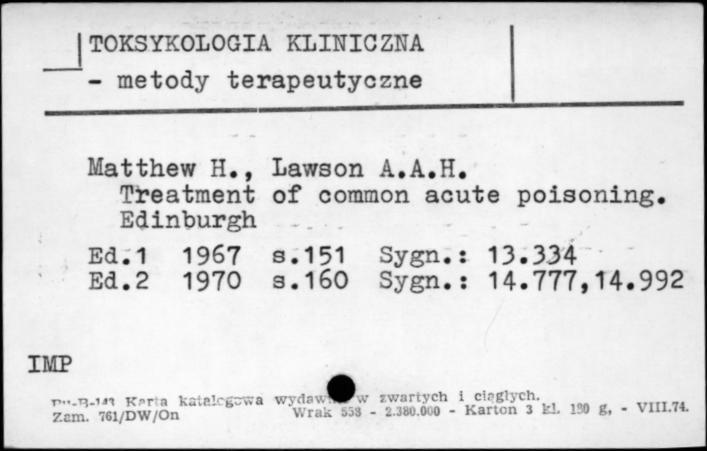 TOKSYKOLOGIA KLINICZNA
- metody terapeutyczne
Matthew H., Lawson A.A.H.
Treatment of common acute poisoning.
Edinburgh
Ed.1 1967 s.151 Sygn.: 13.334
Ed.2 1970 s.160 Sygn.: 14.777,14.992
IMP
Pu-B-143 Karta katalogowa w zwartych i ciągłych.
Zam. 761/DW/On Wrak 558 - 2.380.000 - Karton 3 kl. 180 g, - VIII.74.